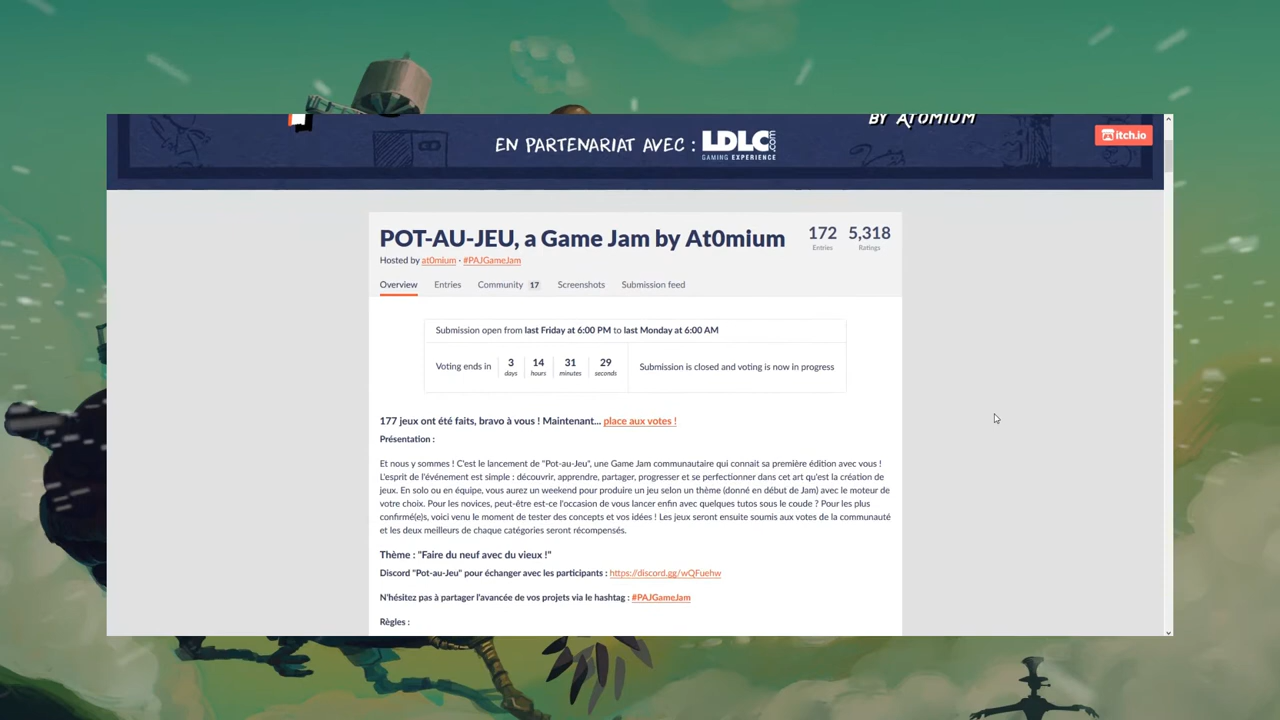 BY AT0MIUM
EN PARTENARIAT AVEC : LDLC.com
GAMING EXPERIENCE
itch.io
POT-AU-JEU, a Game Jam by At0mium
172 5,318
Entries Ratings
Hosted by at0mium · #PAJGameJam
Overview Entries Community 17 Screenshots Submission feed
Submission open from last Friday at 6:00 PM to last Monday at 6:00 AM
Voting ends in 3 days 14 hours 31 minutes 29 seconds
Submission is closed and voting is now in progress
177 jeux ont été faits, bravo à vous ! Maintenant... place aux votes !
Présentation :
Et nous y sommes ! C'est le lancement de "Pot-au-Jeu", une Game Jam communautaire qui connait sa première édition avec vous !
L'esprit de l'événement est simple : découvrir, apprendre, partager, progresser et se perfectionner dans cet art qu'est la création de
jeux. En solo ou en équipe, vous aurez un weekend pour produire un jeu selon un thème (donné en début de Jam) avec le moteur de
votre choix. Pour les novices, peut-être est-ce l'occasion de vous lancer enfin avec quelques tutos sous le coude ? Pour les plus
confirmé(e)s, voici venu le moment de tester des concepts et vos idées ! Les jeux seront ensuite soumis aux votes de la communauté
et les deux meilleurs de chaque catégories seront récompensés.
Thème : "Faire du neuf avec du vieux !"
Discord "Pot-au-Jeu" pour échanger avec les participants : https://discord.gg/wQFuehw
N'hésitez pas à partager l'avancée de vos projets via le hashtag : #PAJGameJam
Règles :